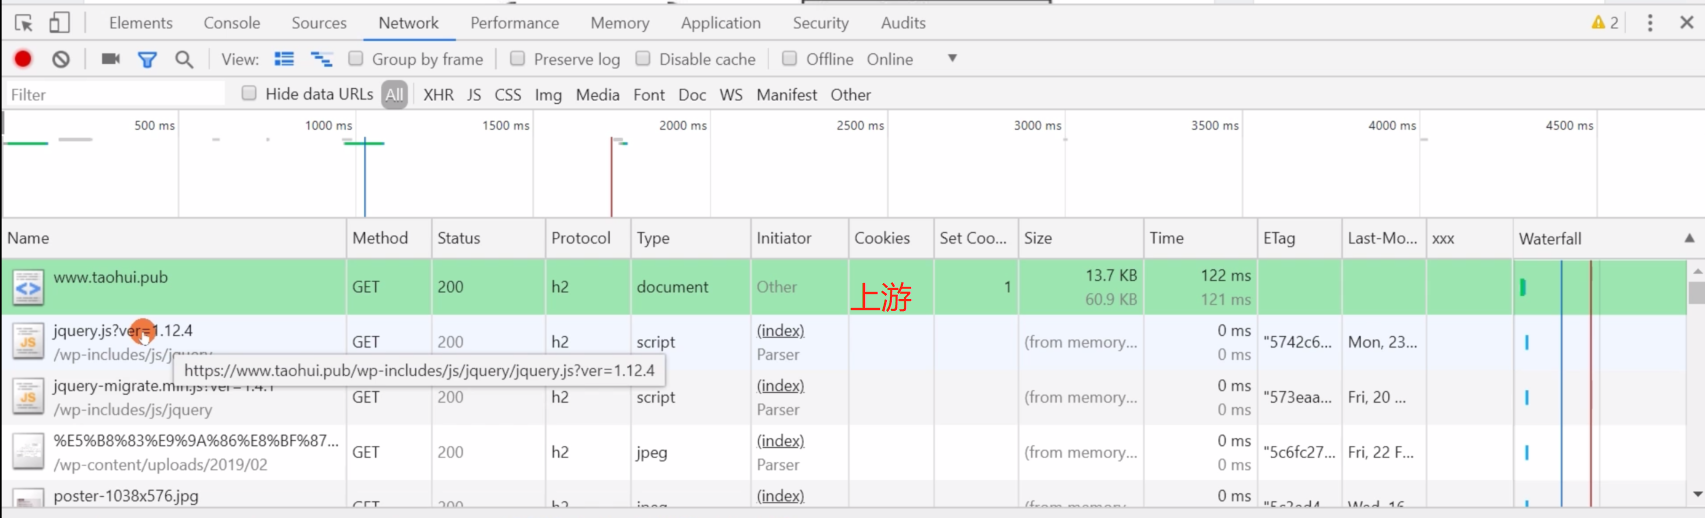 Elements Console Sources Network Performance Memory Application Security Audits 2
View: Group by frame Preserve log Disable cache Offline Online
Filter Hide data URLs All XHR JS CSS Img Media Font Doc WS Manifest Other
500 ms 1000 ms 1500 ms 2000 ms 2500 ms 3000 ms 3500 ms 4000 ms 4500 ms
Name Method Status Protocol Type Initiator Cookies Set Coo... Size Time ETag Last-Mo... xxx Waterfall
www.taohui.pub GET 200 h2 document Other 上游 1 13.7 KB 122 ms
60.9 KB 121 ms
JS jquery.js?ver=1.12.4 GET 200 h2 script (index) (from memory... 0 ms "5742c6... Mon, 23...
/wp-includes/js/jquery Parser 0 ms
https://www.taohui.pub/wp-includes/js/jquery/jquery.js?ver=1.12.4
JS jquery-migrate.min.js?ver=1.4.1 GET 200 h2 script (index) (from memory... 0 ms "573eaa... Fri, 20 ...
/wp-includes/js/jquery Parser 0 ms
%E5%B8%83%E9%9A%86%E8%BF%87... GET 200 h2 jpeg (index) (from memory... 0 ms "5c6fc27... Fri, 22 F...
/wp-content/uploads/2019/02 Parser 0 ms
poster-1038x576.jpg GET 200 h2 jpeg (index) (from memory... 0 ms